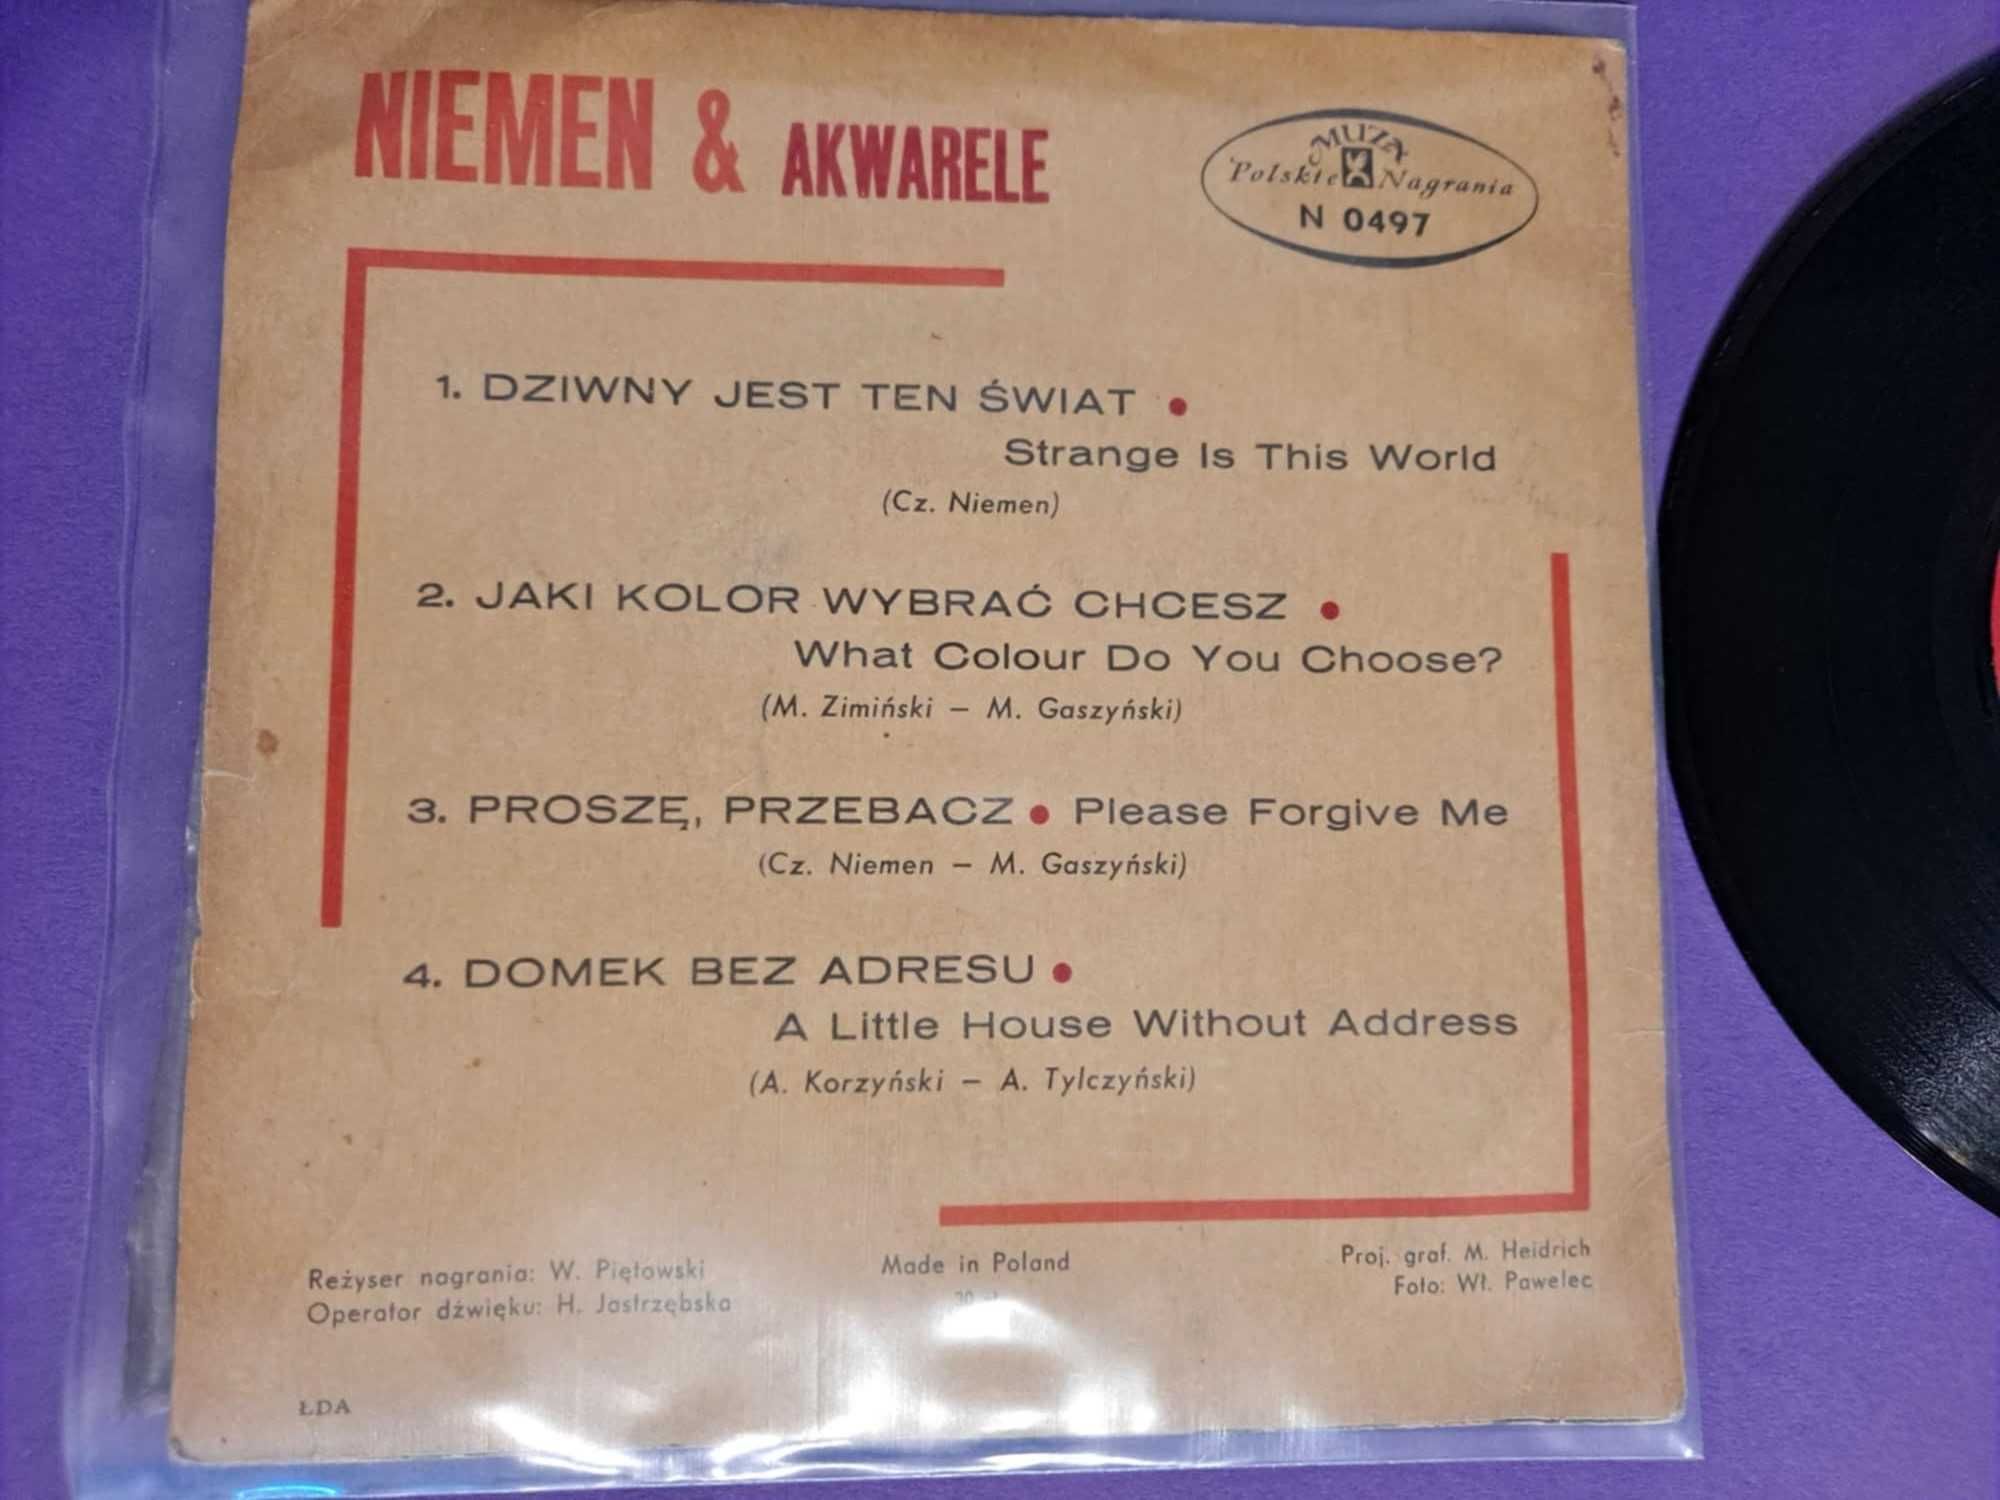 NIEMEN & AKWARELE
MUZA
Polskie Nagrania
N 0497
1. DZIWNY JEST TEN ŚWIAT •
Strange Is This World
(Cz. Niemen)
2. JAKI KOLOR WYBRAĆ CHCESZ •
What Colour Do You Choose?
(M. Zimiński – M. Gaszyński)
3. PROSZĘ, PRZEBACZ • Please Forgive Me
(Cz. Niemen – M. Gaszyński)
4. DOMEK BEZ ADRESU •
A Little House Without Address
(A. Korzyński – A. Tylczyński)
Reżyser nagrania: W. Piętowski
Operator dźwięku: H. Jastrzębska
Made in Poland
Proj. graf. M. Heidrich
Foto: Wł. Pawelec
ŁDA